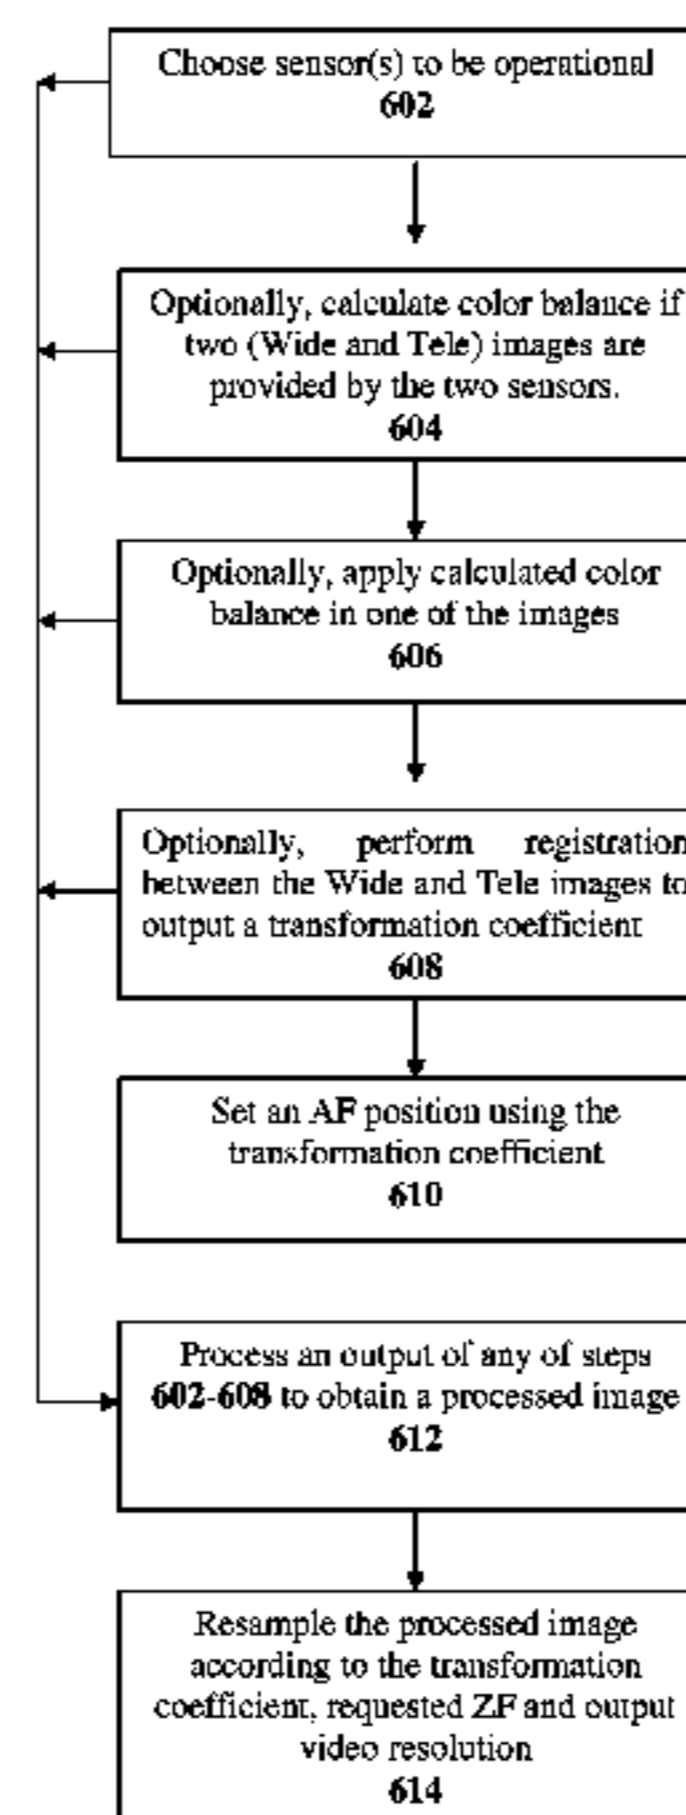 Choose sensor(s) to be operational
602
Optionally, calculate color balance if
two (Wide and Tele) images are
provided by the two sensors.
604
Optionally, apply calculated color
balance in one of the images
606
Optionally, perform registration
between the Wide and Tele images to
output a transformation coefficient
608
Set an AF position using the
transformation coefficient
610
Process an output of any of steps
602-608 to obtain a processed image
612
Resample the processed image
according to the transformation
coefficient, requested ZF and output
video resolution
614